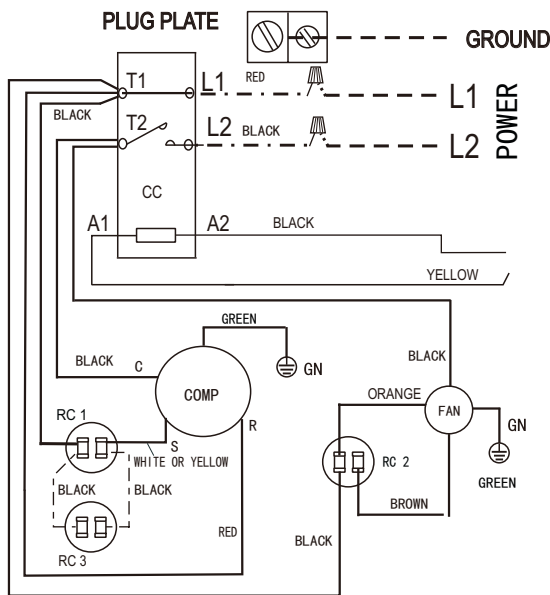 PLUG PLATE
GROUND
T1
L1
RED
L1
BLACK
T2
L2
BLACK
L2
POWER
CC
A1
A2
BLACK
YELLOW
GREEN
BLACK
C
GN
BLACK
COMP
ORANGE
FAN
RC 1
R
GN
S
RC 2
WHITE OR YELLOW
GREEN
BLACK
BLACK
BROWN
RED
BLACK
RC 3